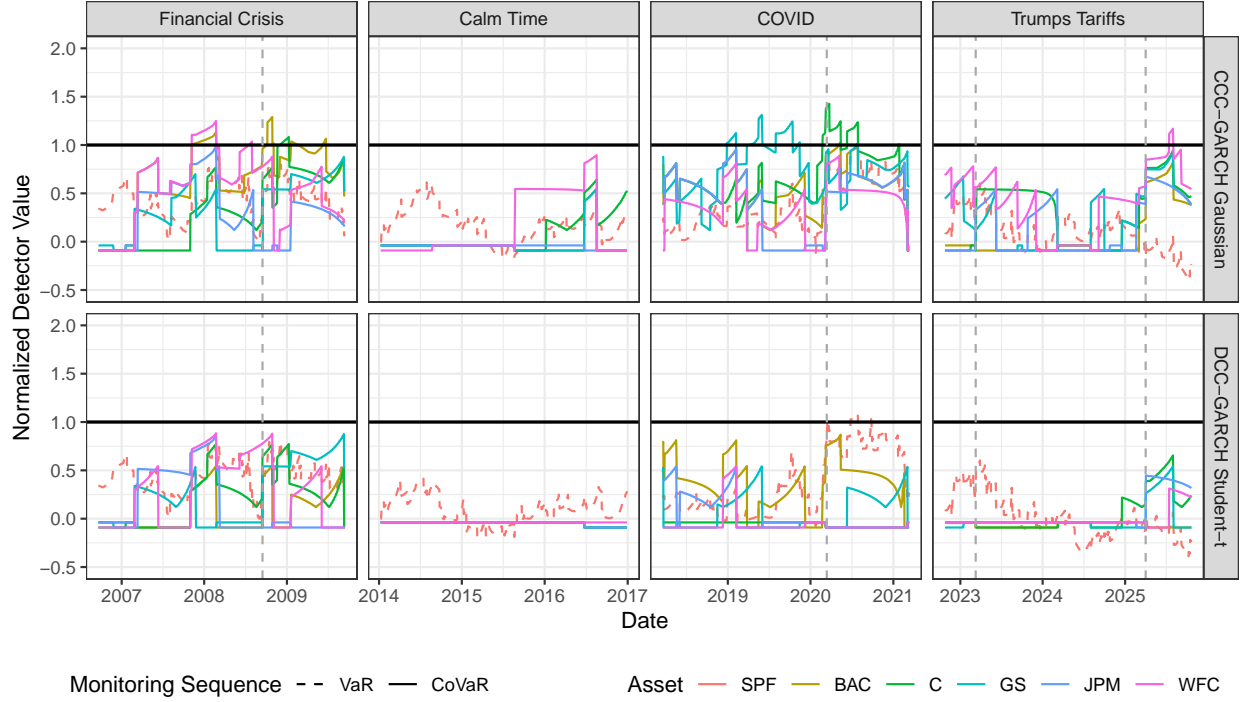 Financial Crisis Calm Time COVID Trumps Tariffs
2.0
1.5
1.0
0.5
0.0
−0.5
CCC−GARCH Gaussian
2.0
1.5
1.0
0.5
0.0
−0.5
DCC−GARCH Student−t
Normalized Detector Value
2007 2008 2009 2014 2015 2016 2017 2019 2020 2021 2023 2024 2025
Date
Monitoring Sequence VaR CoVaR Asset SPF BAC C GS JPM WFC